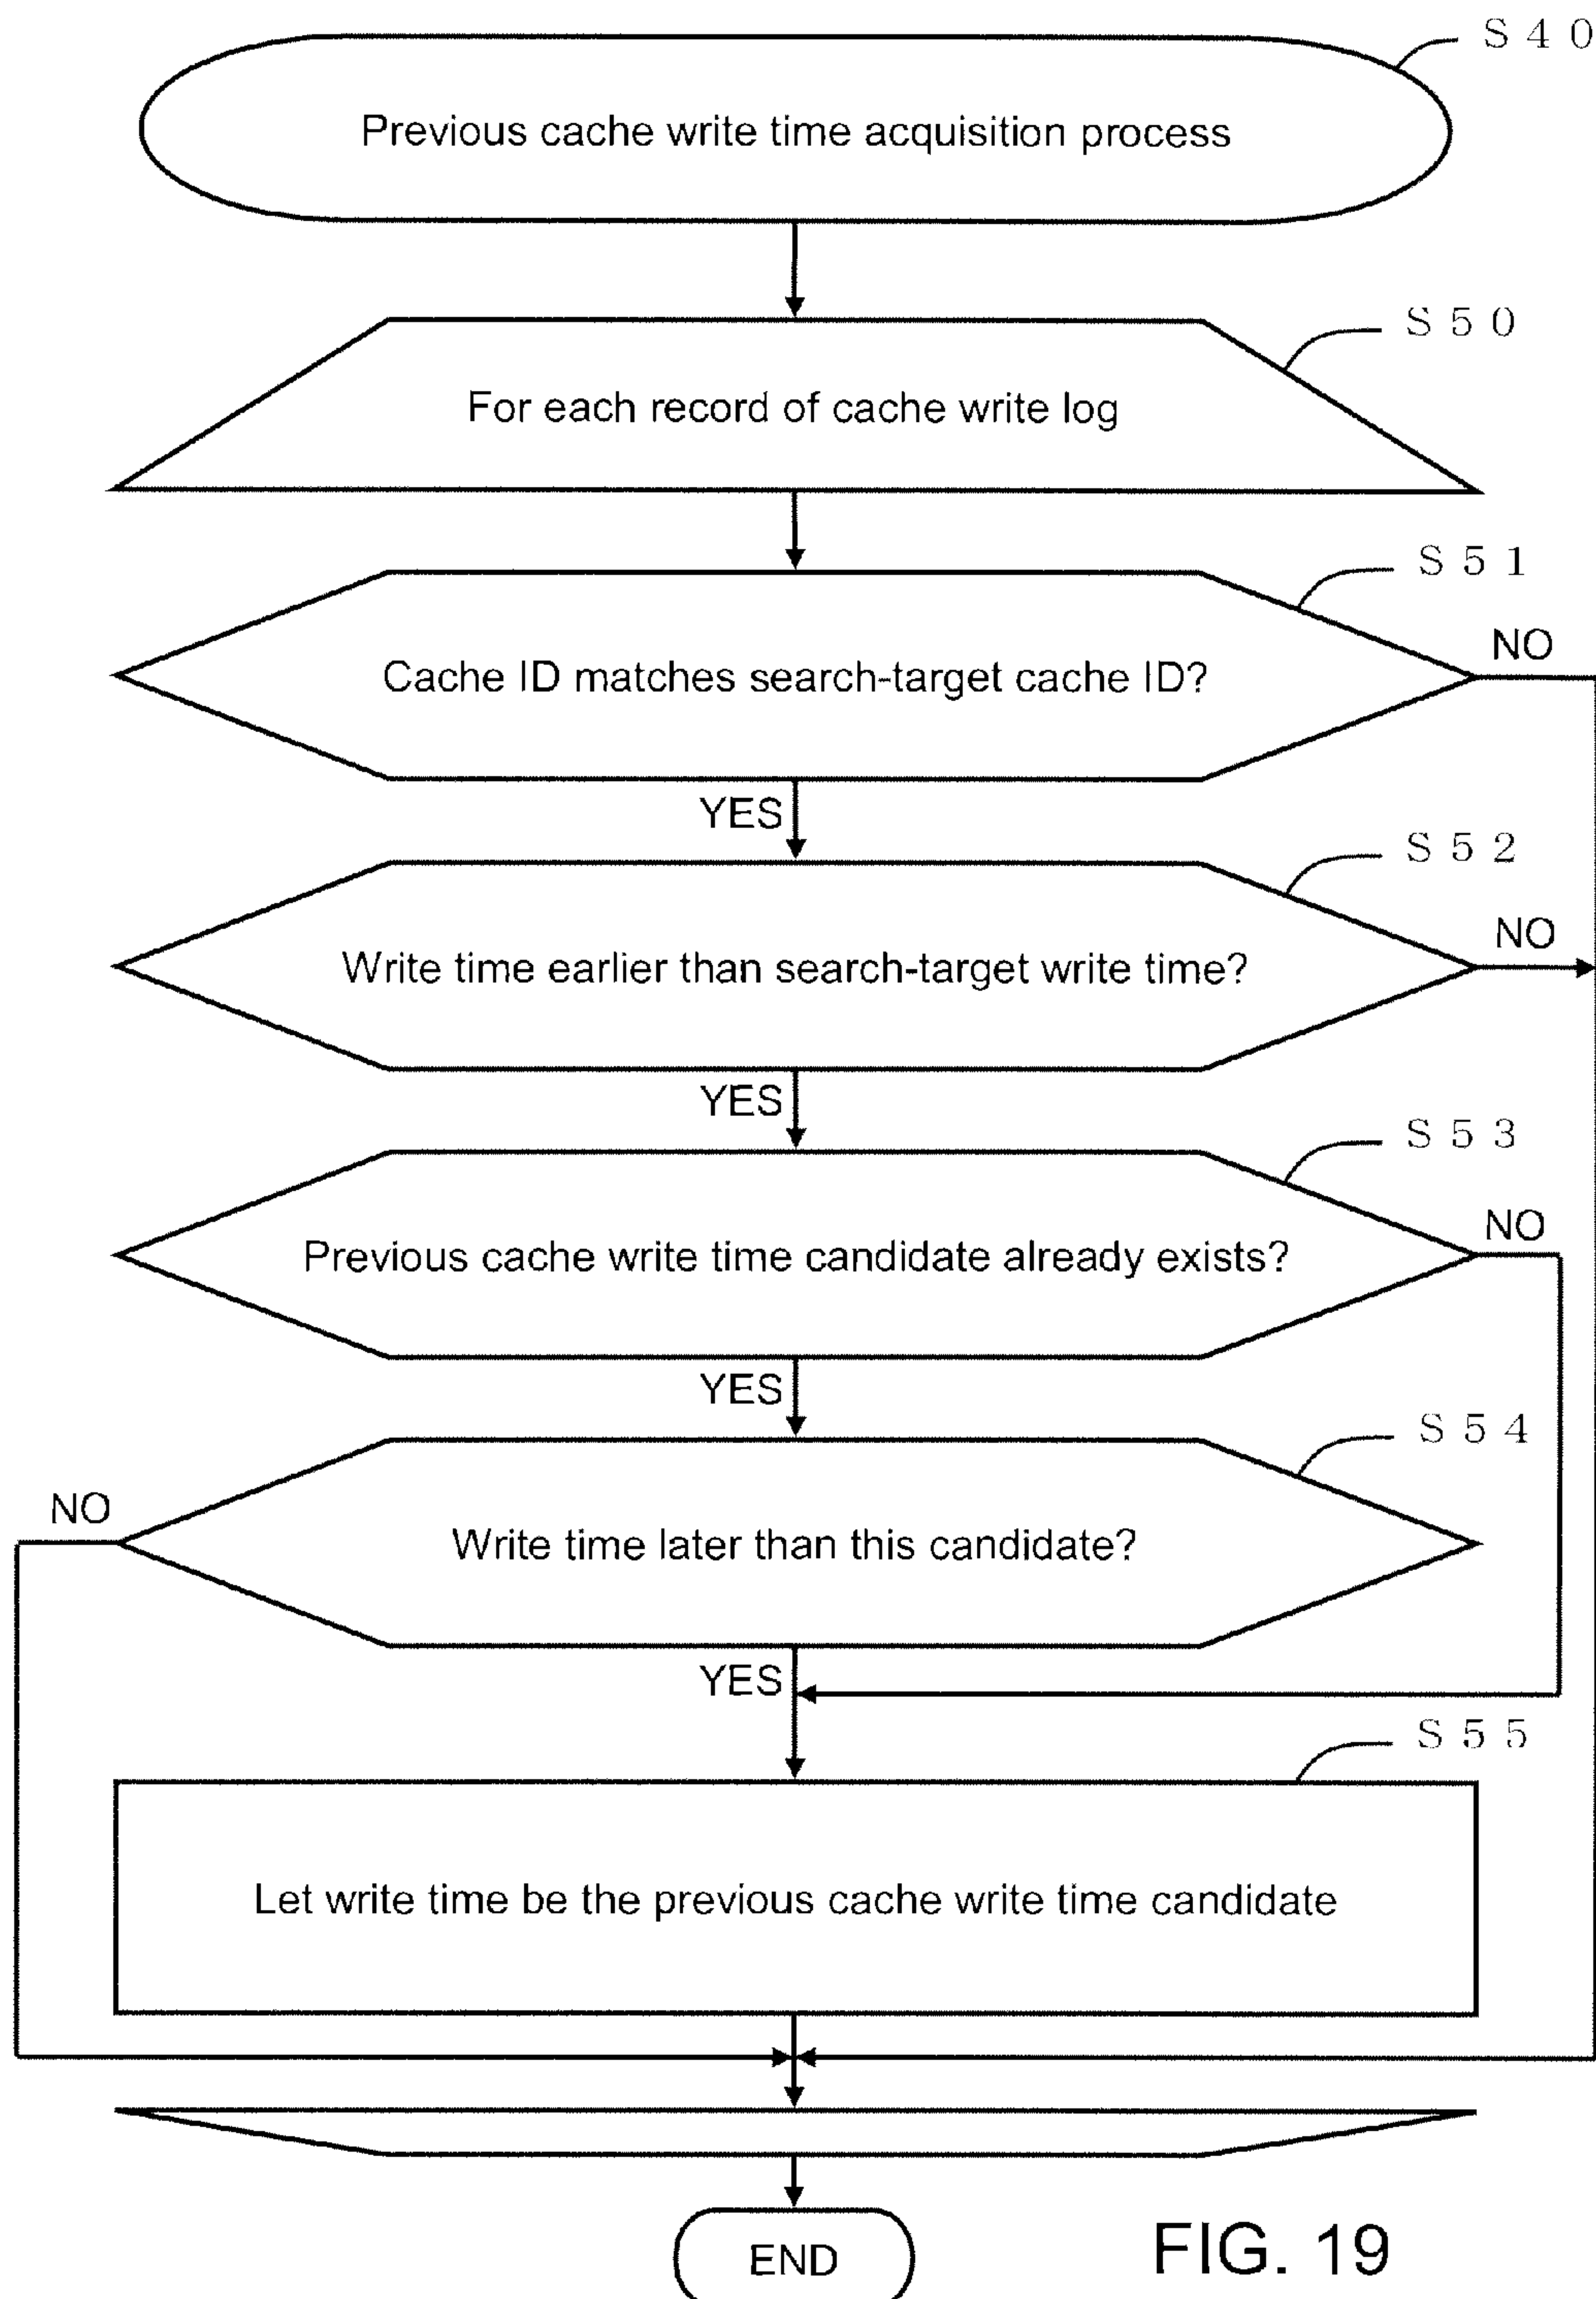 S40
Previous cache write time acquisition process
S50
For each record of cache write log
S51
Cache ID matches search-target cache ID?
NO
YES
S52
Write time earlier than search-target write time?
NO
YES
S53
Previous cache write time candidate already exists?
NO
YES
S54
NO
Write time later than this candidate?
YES
S55
Let write time be the previous cache write time candidate
END
FIG. 19